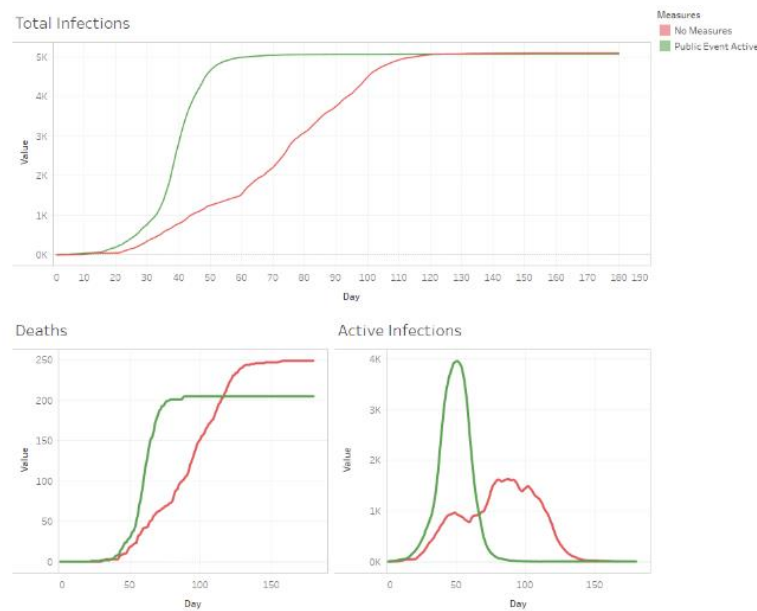 Total Infections
Measures
No Measures
Public Event Active
5K
4K
3K
2K
1K
0K
Value
0 10 20 30 40 50 60 70 80 90 100 110 120 130 140 150 160 170 180 190
Day
Deaths
250
200
150
100
50
0
Value
0 50 100 150
Day
Active Infections
4K
3K
2K
1K
0K
Value
0 50 100 150
Day